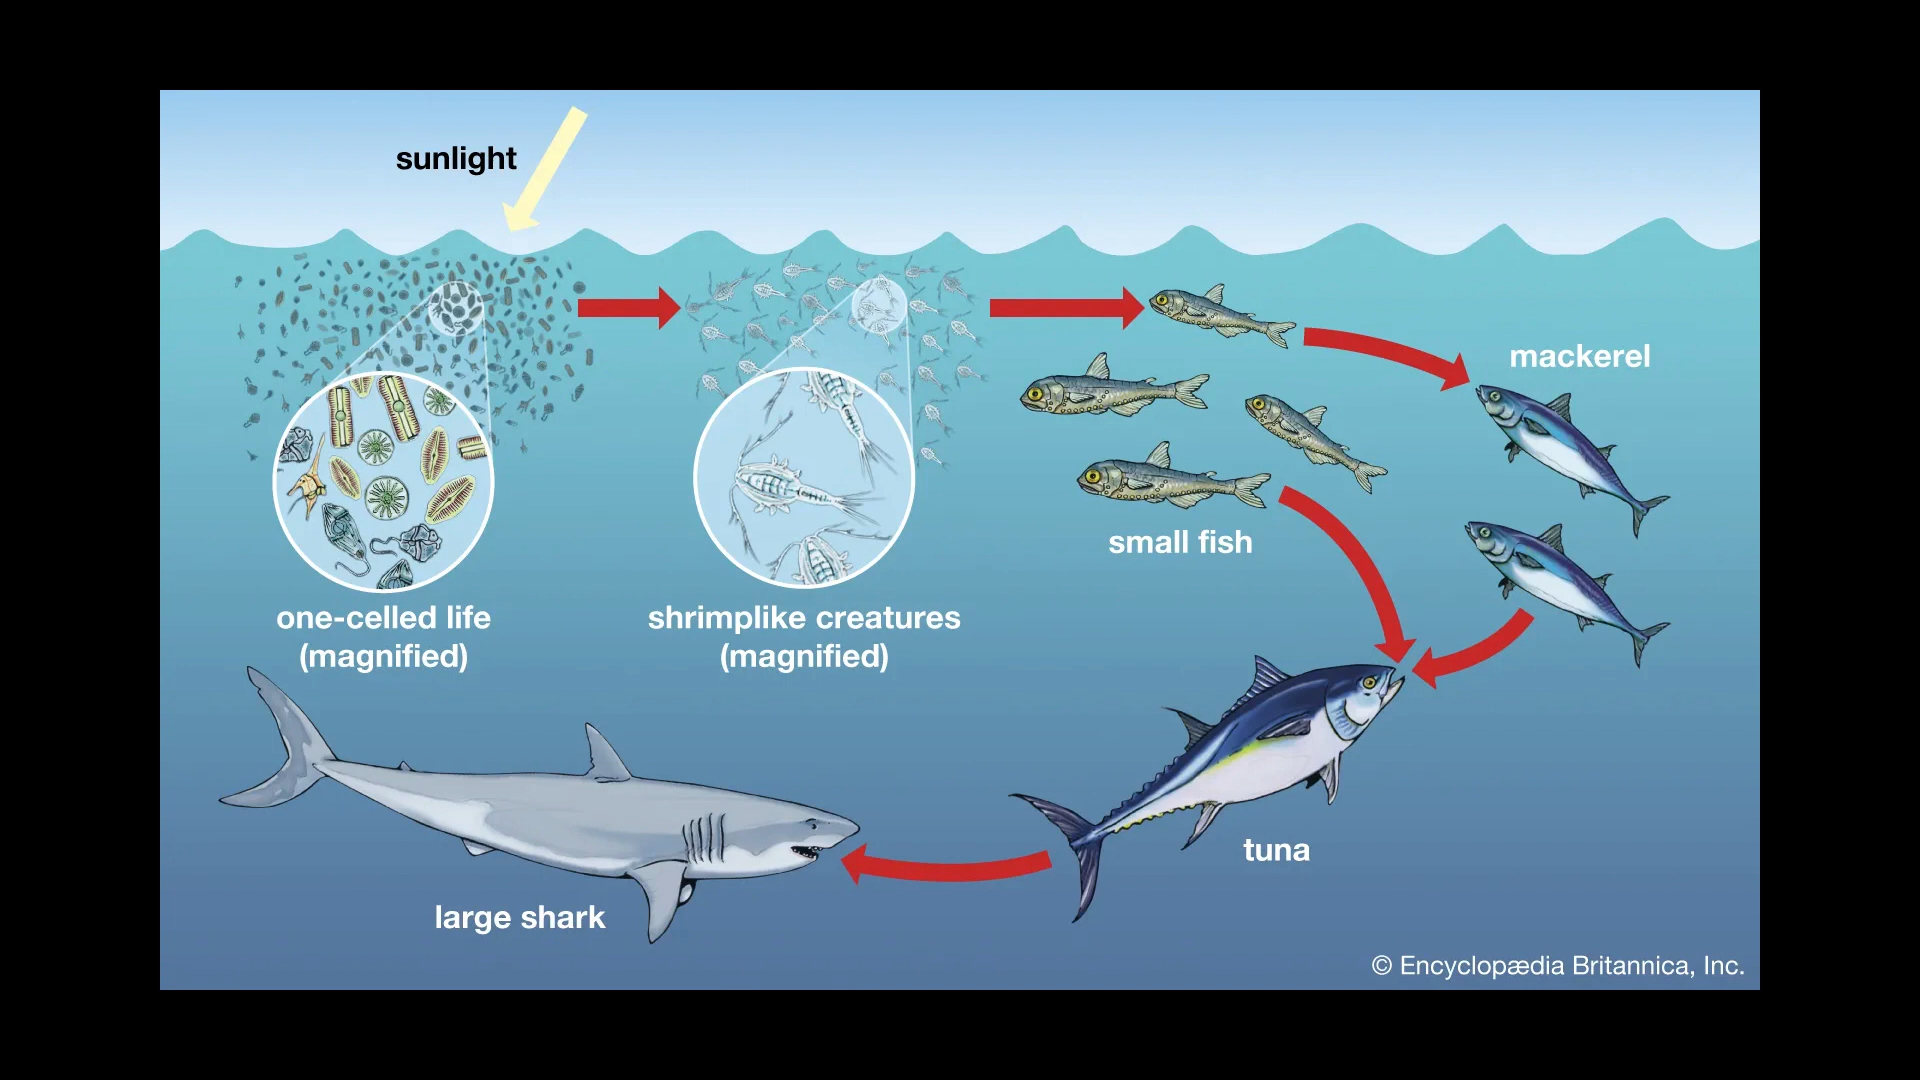 sunlight
mackerel
small fish
one-celled life
(magnified)
shrimplike creatures
(magnified)
tuna
large shark
© Encyclopædia Britannica, Inc.